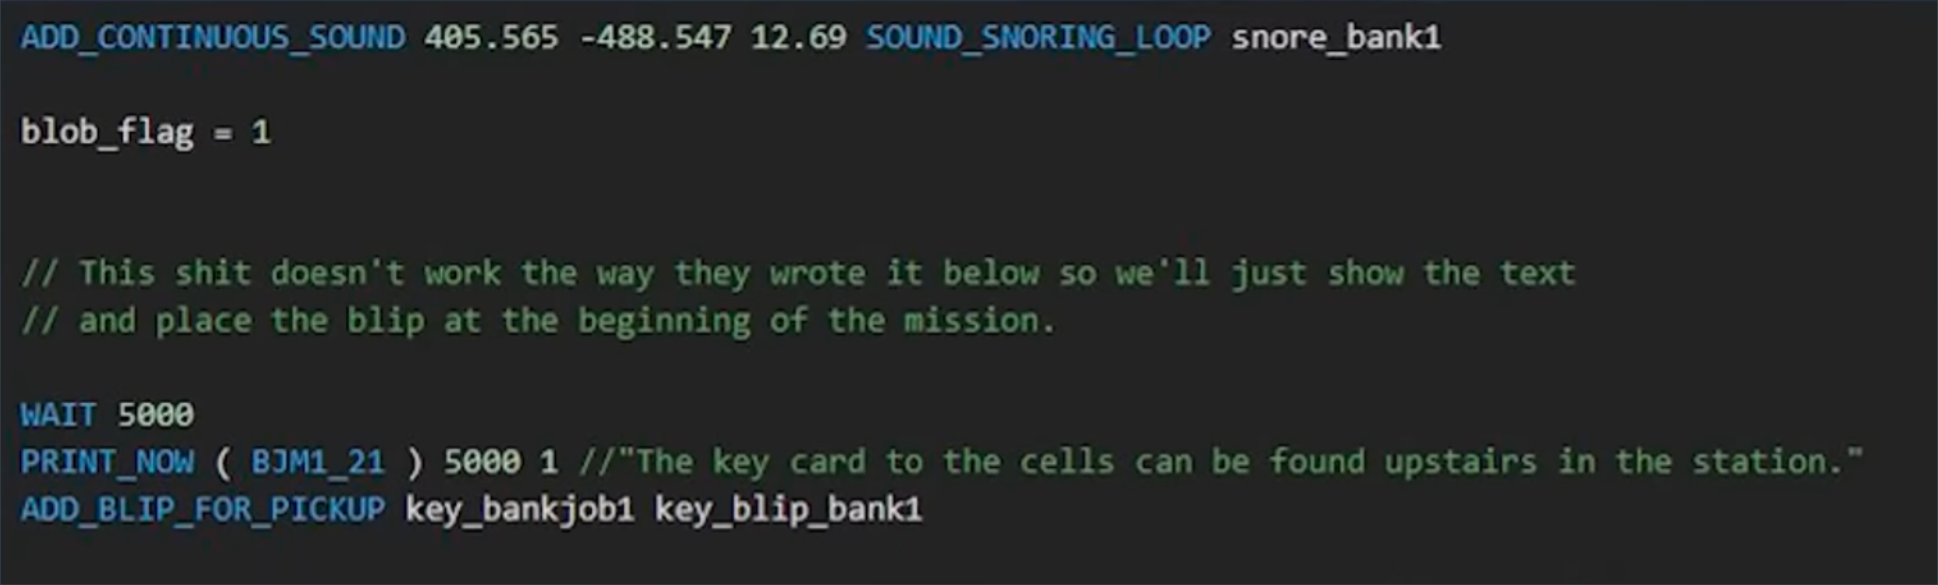 ADD_CONTINUOUS_SOUND 405.565 -488.547 12.69 SOUND_SNORING_LOOP snore_bank1
blob_flag = 1
// This shit doesn't work the way they wrote it below so we'll just show the text
// and place the blip at the beginning of the mission.
WAIT 5000
PRINT_NOW ( BJM1_21 ) 5000 1 //"The key card to the cells can be found upstairs in the station."
ADD_BLIP_FOR_PICKUP key_bankjob1 key_blip_bank1